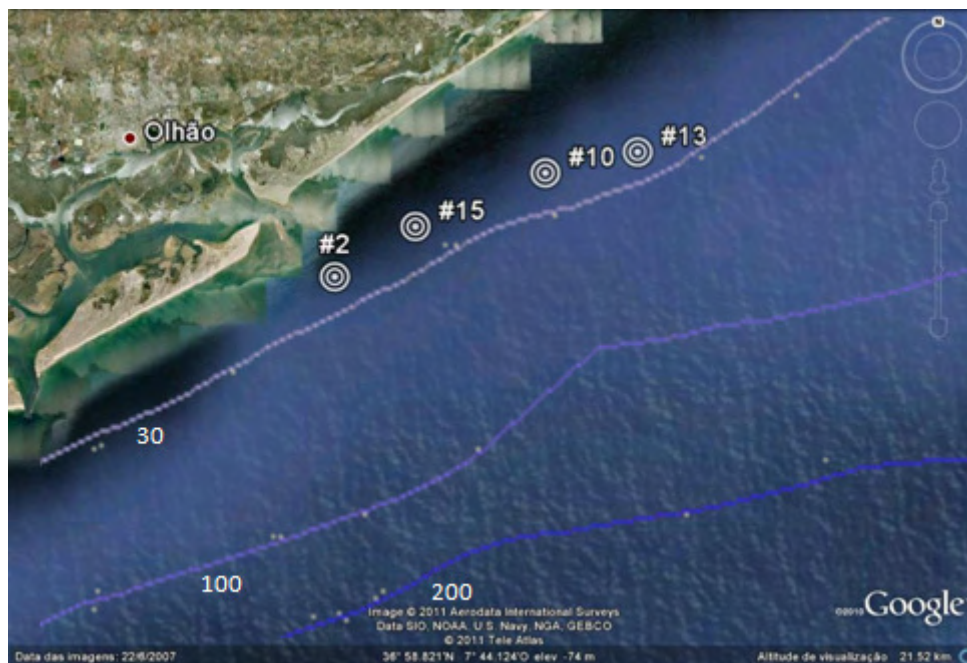 N
Olhão
#13
#10
#15
#2
30
100
200
Image © 2011 Aerodata International Surveys
Data SIO, NOAA, U.S. Navy, NGA, GEBCO
© 2011 Tele Atlas
©2010 Google
Data das imagens: 22/6/2007 36° 58.821'N 7° 44.124'O elev -74 m Altitude de visualização 21.52 km